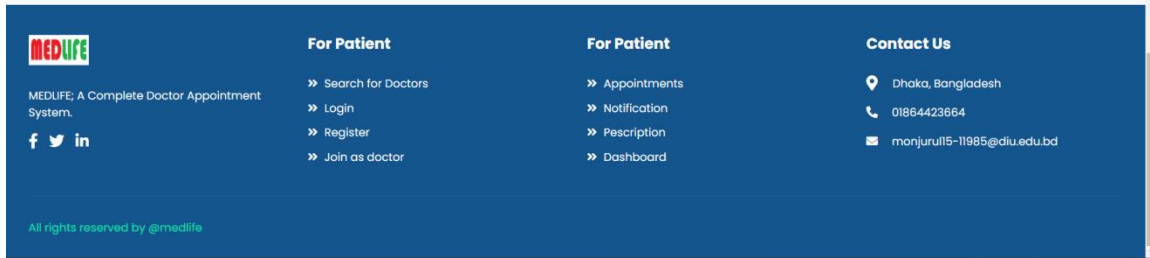 MEDLIFE
MEDLIFE; A Complete Doctor Appointment
System.
For Patient
Search for Doctors
Login
Register
Join as doctor
For Patient
Appointments
Notification
Pescription
Dashboard
Contact Us
Dhaka, Bangladesh
01864423664
monjurul15-11985@diu.edu.bd
All rights reserved by @medlife